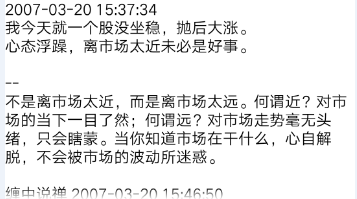 2007-03-20 15:37:34
我今天就一个股没坐稳，抛后大涨。
心态浮躁，离市场太近未必是好事。
--
不是离市场太近，而是离市场太远。何谓近？对市
场的当下一目了然；何谓远？对市场走势毫无头
绪，只会瞎蒙。当你知道市场在干什么，心自解
脱，不会被市场的波动所迷惑。
缠中说禅 2007-03-20 15:46:50